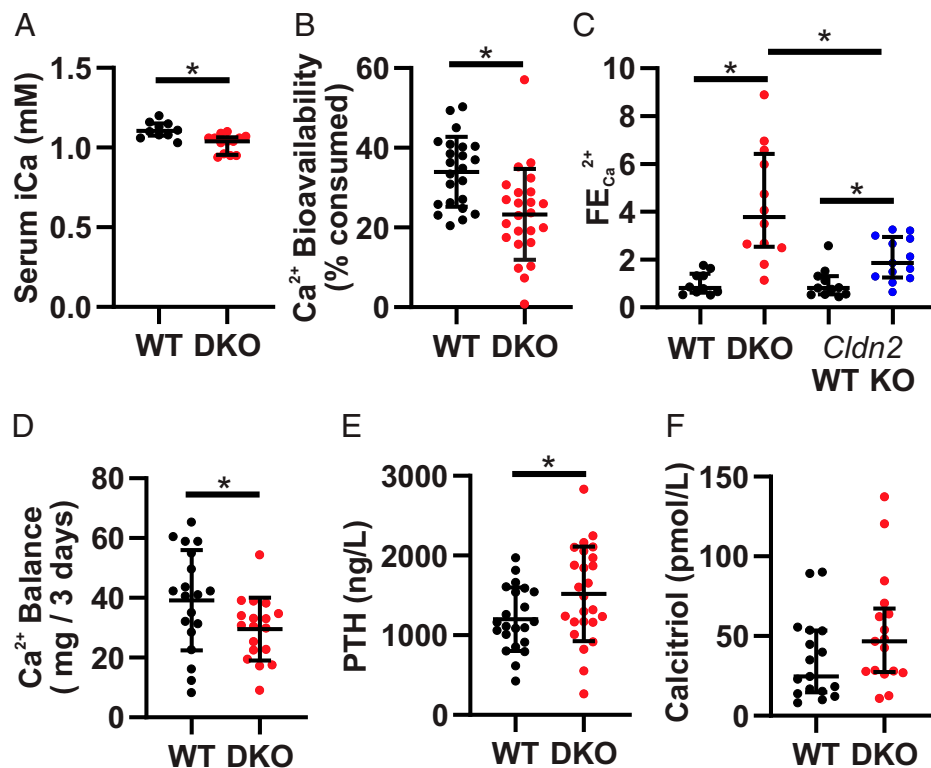 A
Serum iCa (mM)
1.5
1.0
0.5
0.0
*
WT DKO
B
Ca²⁺ Bioavailability
(% consumed)
60
40
20
0
*
WT DKO
C
FE Ca²⁺
10
8
6
4
2
0
*
*
*
WT DKO
Cldn2
WT KO
D
Ca²⁺ Balance
( mg / 3 days)
80
60
40
20
0
*
WT DKO
E
PTH (ng/L)
3000
2000
1000
0
*
WT DKO
F
Calcitriol (pmol/L)
150
100
50
0
WT DKO